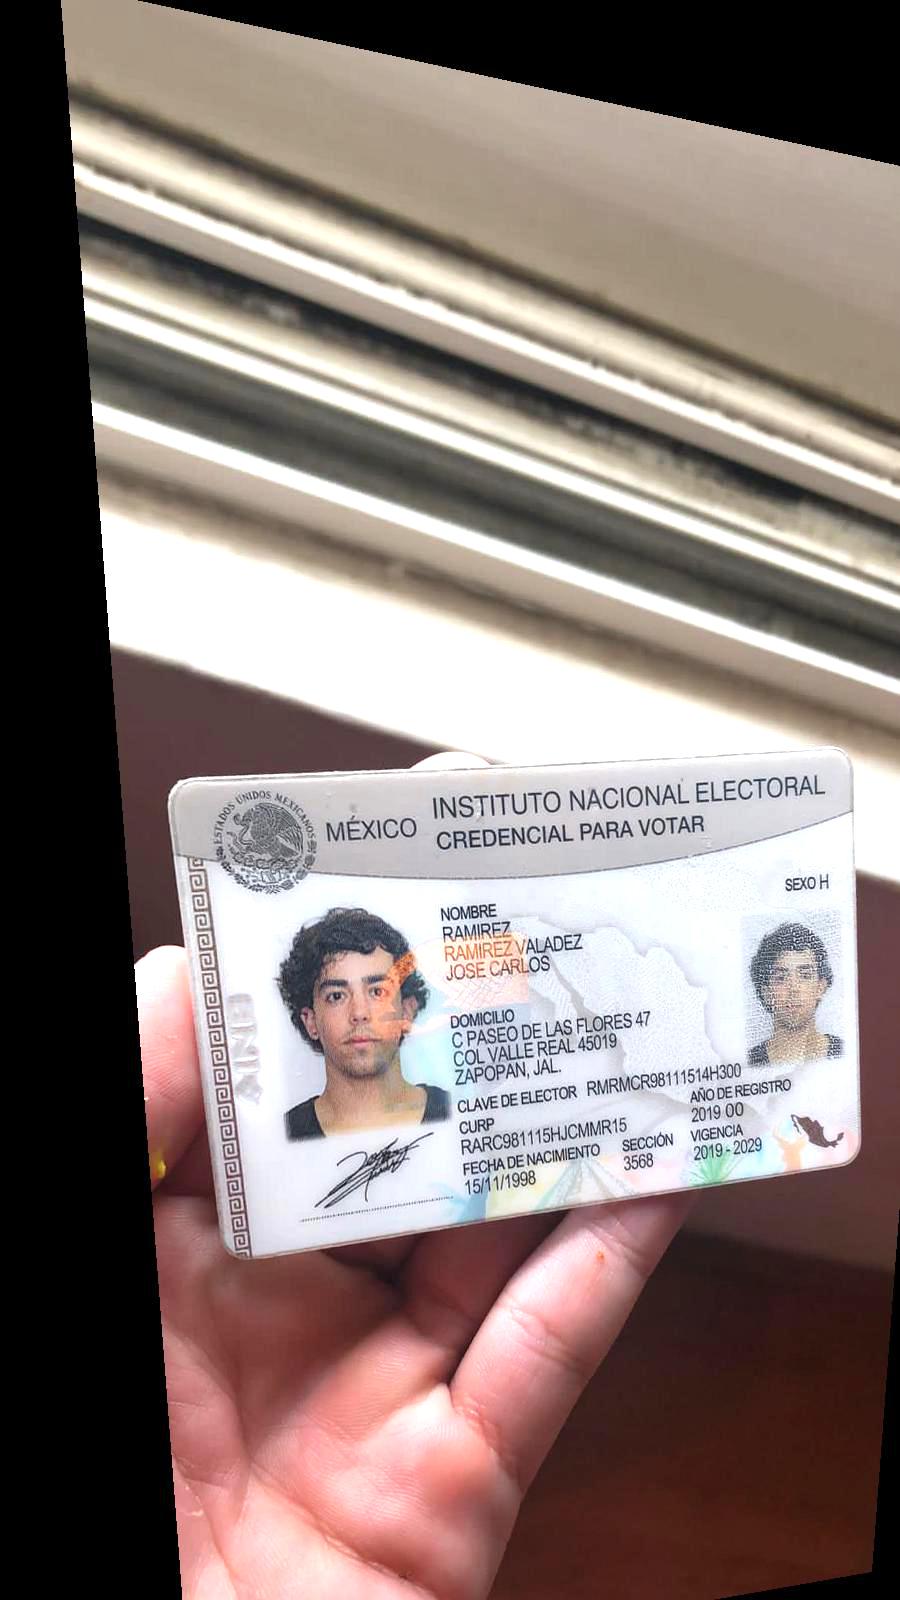 ESTADOS UNIDOS MEXICANOS
MÉXICO
INSTITUTO NACIONAL ELECTORAL
CREDENCIAL PARA VOTAR
SEXO H
NOMBRE
RAMIREZ
RAMIREZ VALADEZ
JOSE CARLOS
DOMICILIO
C PASEO DE LAS FLORES 47
COL VALLE REAL 45019
ZAPOPAN, JAL.
CLAVE DE ELECTOR RMRMCR98111514H300
CURP
RARC981115HJCMMR15
AÑO DE REGISTRO
2019 00
FECHA DE NACIMIENTO
15/11/1998
SECCIÓN
3568
VIGENCIA
2019 - 2029